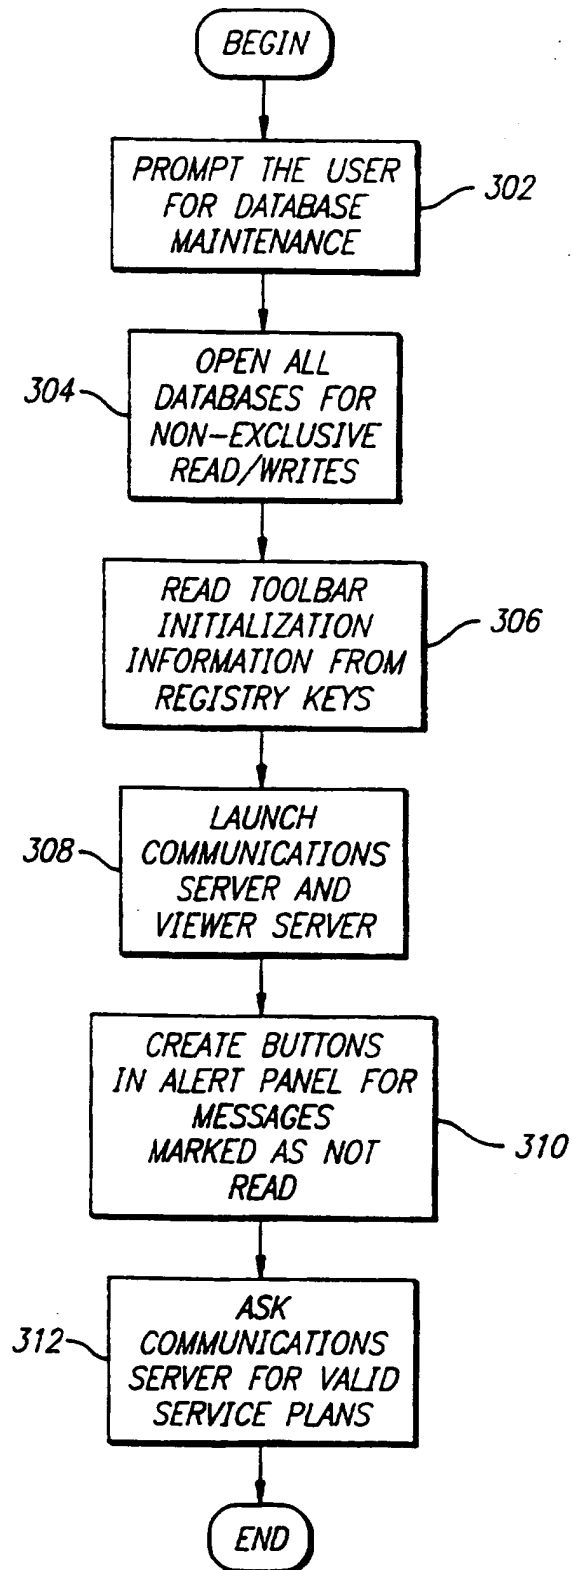 BEGIN
PROMPT THE USER
FOR DATABASE
MAINTENANCE
302
OPEN ALL
DATABASES FOR
NON-EXCLUSIVE
READ/WRITES
304
READ TOOLBAR
INITIALIZATION
INFORMATION FROM
REGISTRY KEYS
306
LAUNCH
COMMUNICATIONS
SERVER AND
VIEWER SERVER
308
CREATE BUTTONS
IN ALERT PANEL FOR
MESSAGES
MARKED AS NOT
READ
310
ASK
COMMUNICATIONS
SERVER FOR VALID
SERVICE PLANS
312
END